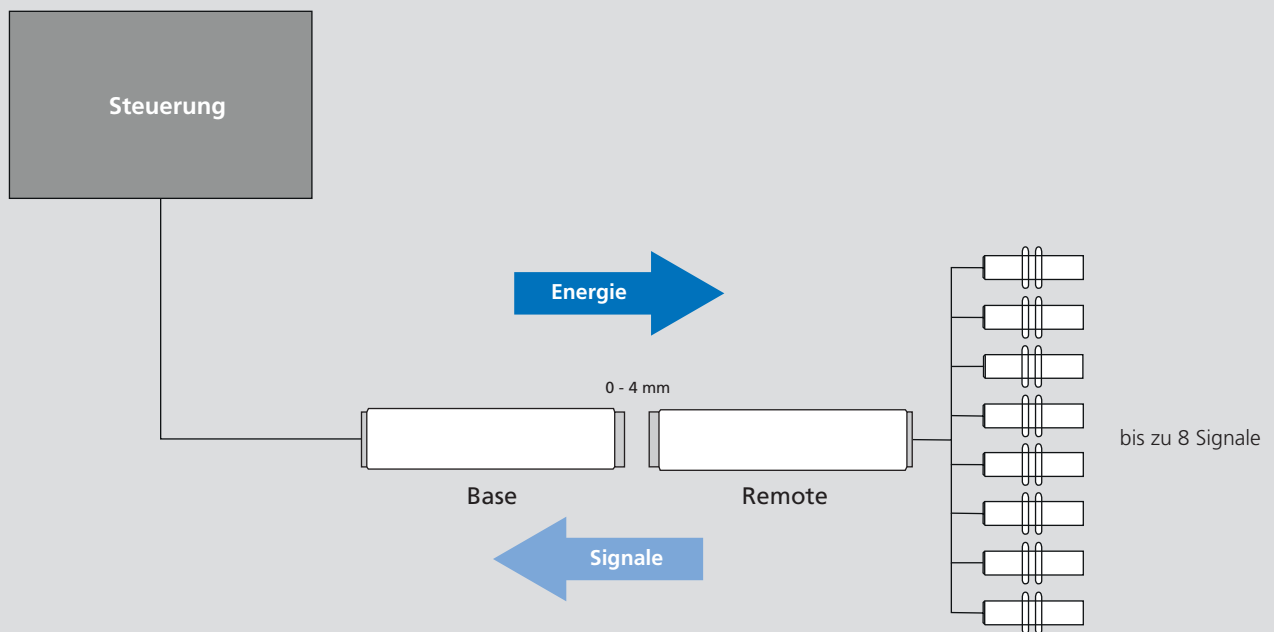 Steuerung
Energie
0 - 4 mm
bis zu 8 Signale
Base
Remote
Signale